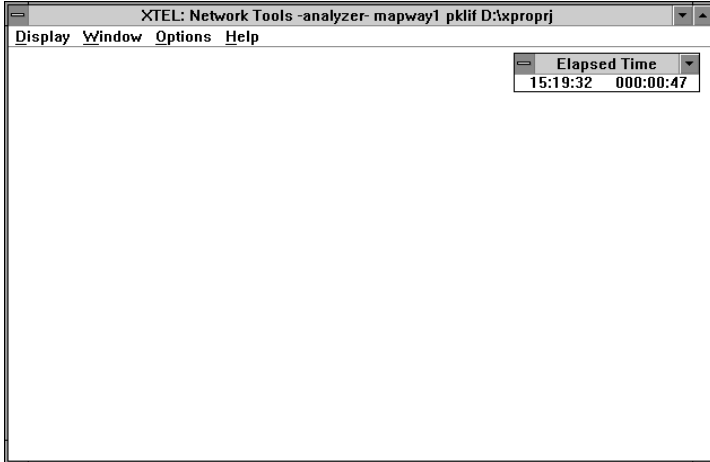 XTEL: Network Tools -analyzer- mapway1 pklif D:\xproprj
Display Window Options Help
Elapsed Time
15:19:32 000:00:47